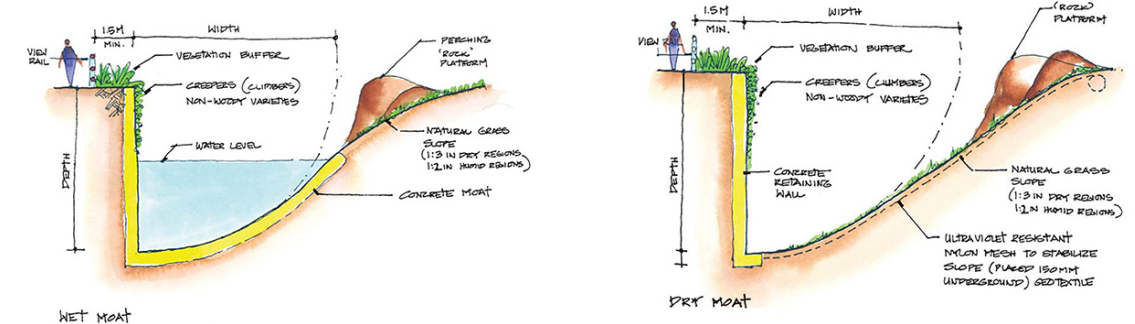 1.5 M
MIN.
WIDTH
VIEW
RAIL
VEGETATION BUFFER
CREEPERS (CLIMBERS)
NON-WOODY VARIETIES
PERCHING
'ROCK'
PLATFORM
WATER LEVEL
NATURAL GRASS
SLOPE
(1:3 IN DRY REGIONS,
1:2 IN HUMID REGIONS)
CONCRETE MOAT
DEPTH
WET MOAT
1.5 M
MIN.
WIDTH
VIEW RAIL
VEGETATION BUFFER
CREEPERS (CLIMBERS)
NON-WOODY VARIETIES
'ROCK'
PLATFORM
CONCRETE
RETAINING
WALL
DEPTH
NATURAL GRASS
SLOPE
(1:3 IN DRY REGIONS
1:2 IN HUMID REGIONS)
ULTRAVIOLET RESISTANT
NYLON MESH TO STABILIZE
SLOPE (PLACED 150MM
UNDERGROUND) GEOTEXTILE
DRY MOAT